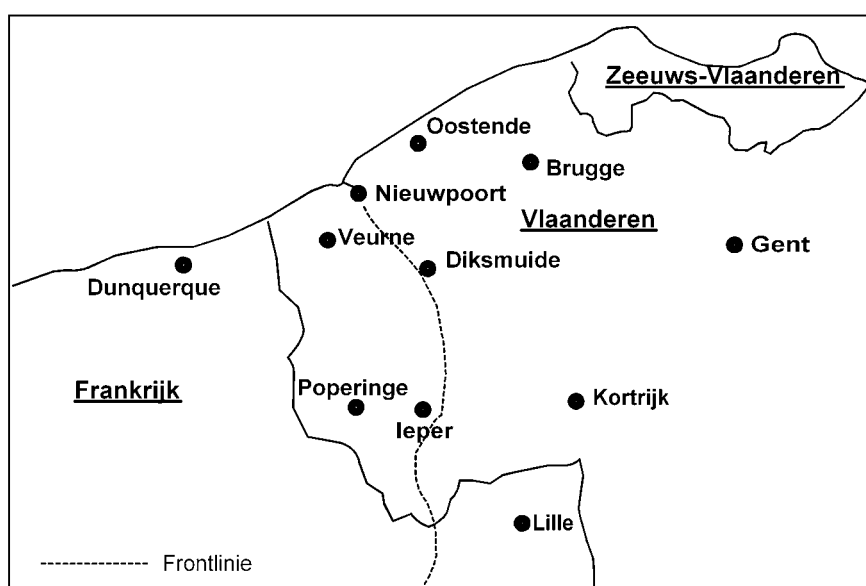 Zeeuws-Vlaanderen
Oostende
Brugge
Nieuwpoort
Vlaanderen
Veurne
Gent
Diksmuide
Dunquerque
Frankrijk
Poperinge
Kortrijk
Ieper
Lille
Frontlinie